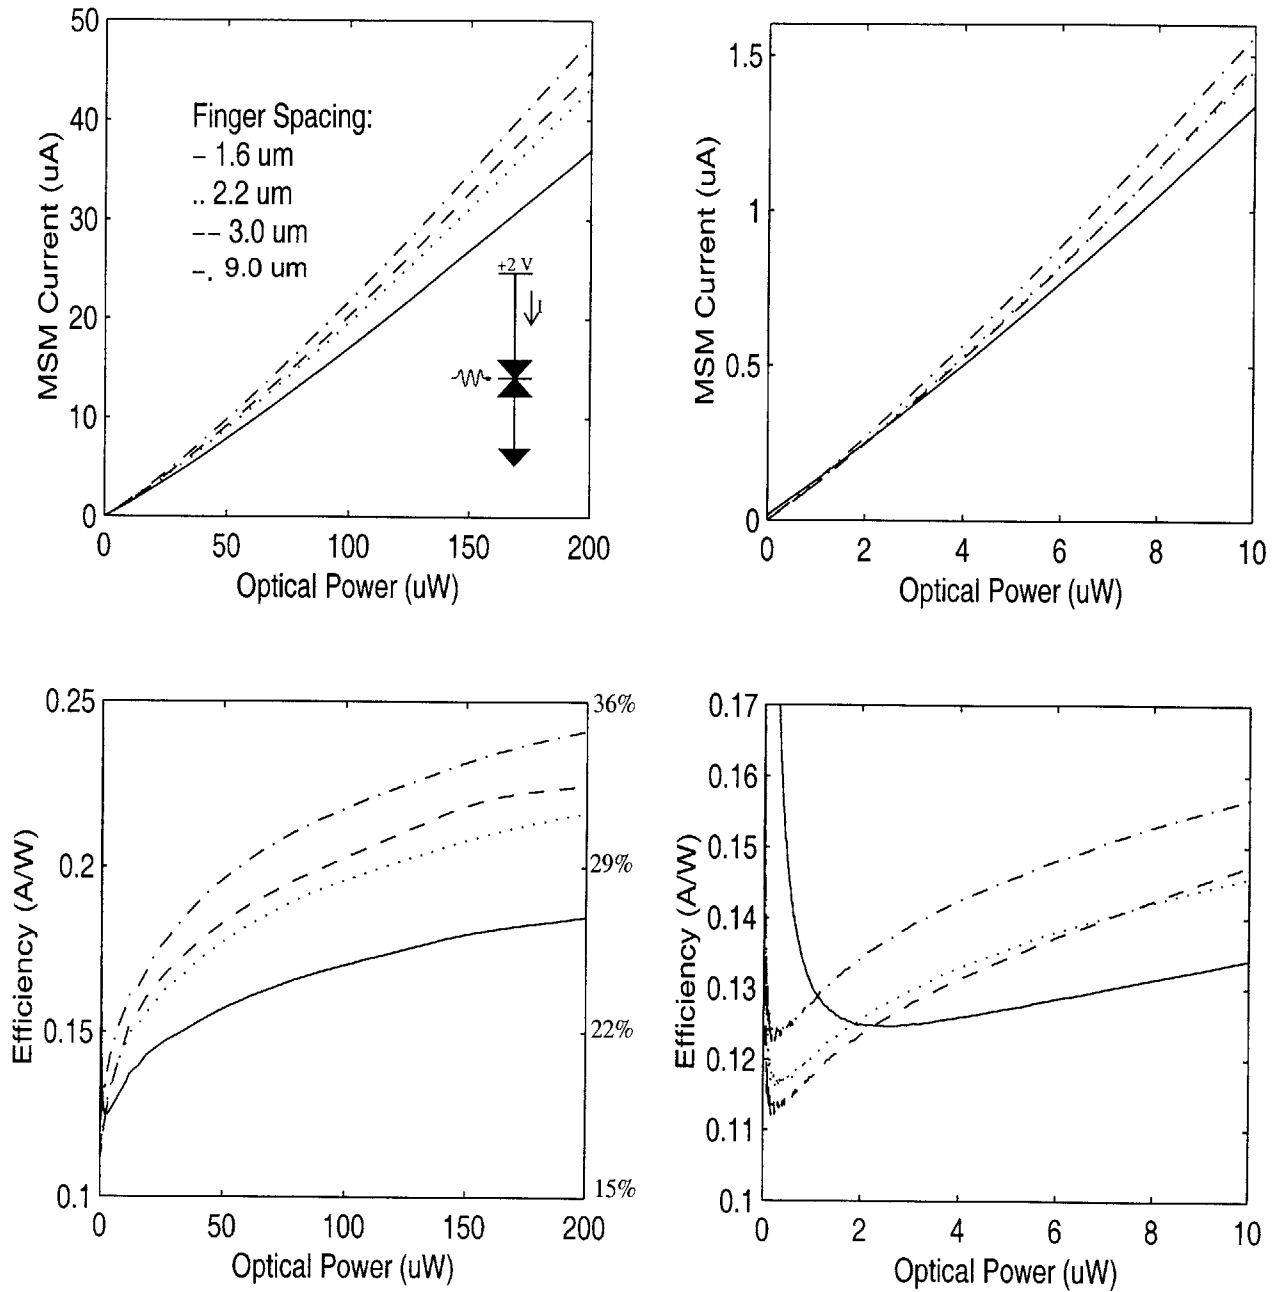 50
40
30
20
10
0
MSM Current (uA)
Finger Spacing:
– 1.6 um
.. 2.2 um
–– 3.0 um
–. 9.0 um
+2 V
I
0 50 100 150 200
Optical Power (uW)
1.5
1
0.5
0
MSM Current (uA)
0 2 4 6 8 10
Optical Power (uW)
0.25
0.2
0.15
0.1
Efficiency (A/W)
36%
29%
22%
15%
0 50 100 150 200
Optical Power (uW)
0.17
0.16
0.15
0.14
0.13
0.12
0.11
0.1
Efficiency (A/W)
0 2 4 6 8 10
Optical Power (uW)